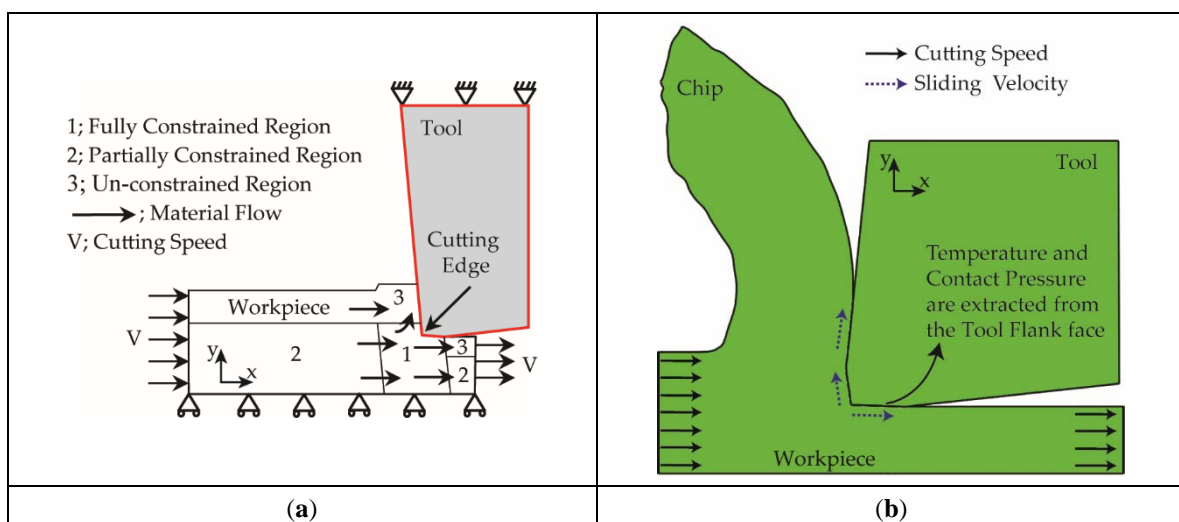 1; Fully Constrained Region
2; Partially Constrained Region
3; Un-constrained Region
; Material Flow
V; Cutting Speed
Tool
Cutting
Edge
Workpiece
3
V
y
x
2
1
3
2
V
(a)
Cutting Speed
Sliding Velocity
Chip
y
x
Tool
Temperature and
Contact Pressure
are extracted from
the Tool Flank face
Workpiece
(b)